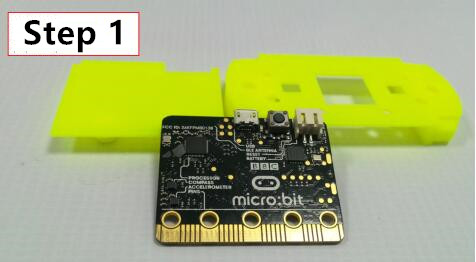 Step 1
USB
BLE ANTENNA
RESET
BATTERY
BBC
PROCESSOR
COMPASS
ACCELEROMETER
PINS
micro:bit